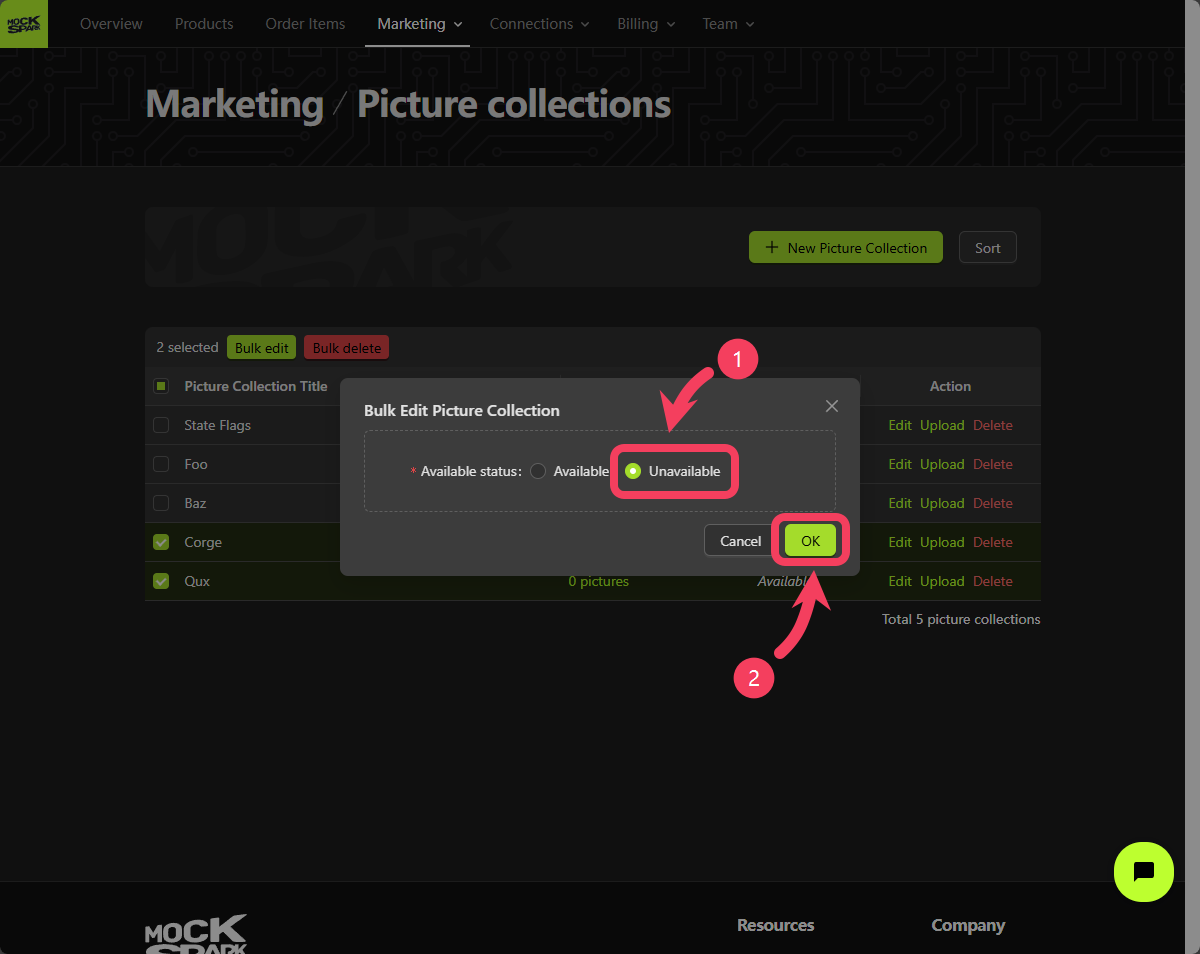 MOCK SPARK
Overview Products Order Items Marketing Connections Billing Team
Marketing / Picture collections
New Picture Collection Sort
2 selected Bulk edit Bulk delete
1
Picture Collection Title Action
Bulk Edit Picture Collection
State Flags Edit Upload Delete
Foo Edit Upload Delete
* Available status: Available Unavailable
Baz Edit Upload Delete
Cancel OK
Corge Edit Upload Delete
Qux 0 pictures Available Edit Upload Delete
Total 5 picture collections
2
MOCK SPARK
Resources Company